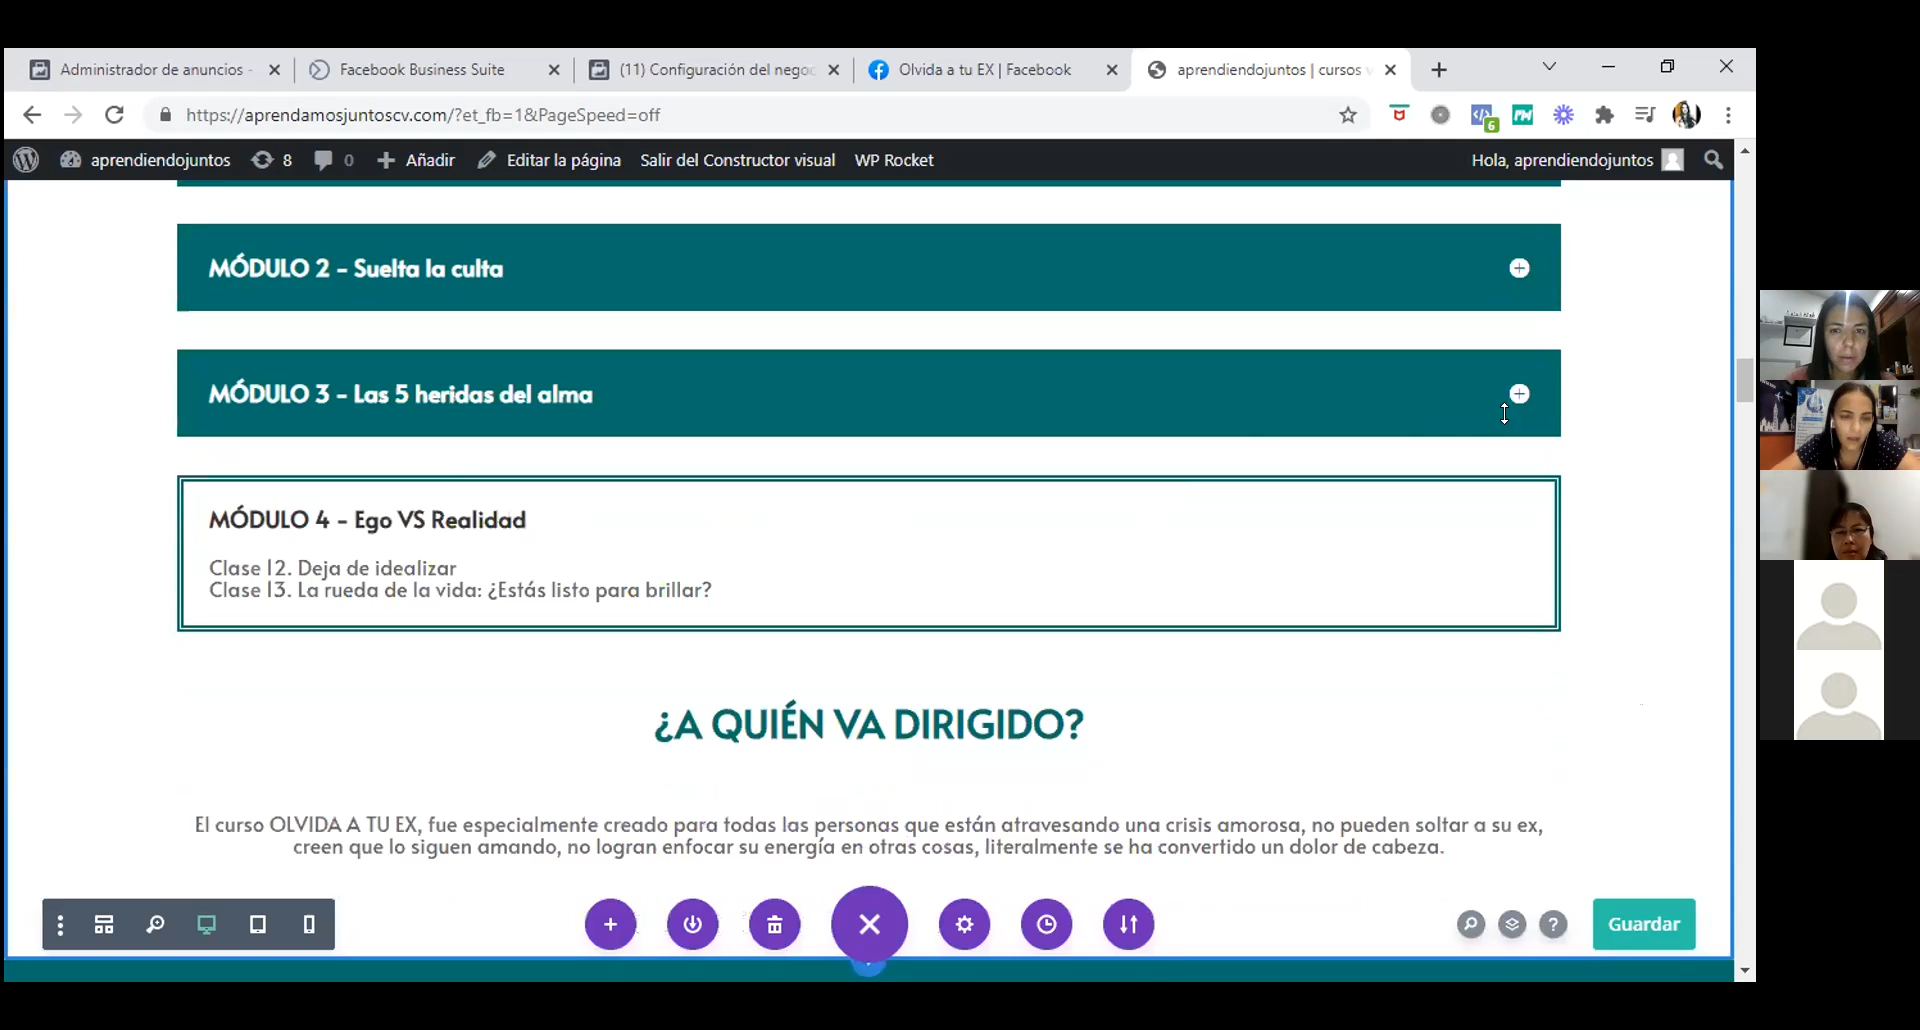 Administrador de anuncios -
Facebook Business Suite
(11) Configuración del negoc
Olvida a tu EX | Facebook
aprendiendojuntos | cursos v
https://aprendamosjuntoscv.com/?et_fb=1&PageSpeed=off
6
aprendiendojuntos
8
0
Añadir
Editar la página
Salir del Constructor visual
WP Rocket
Hola, aprendiendojuntos
MÓDULO 2 - Suelta la culta
MÓDULO 3 - Las 5 heridas del alma
MÓDULO 4 - Ego VS Realidad
Clase 12. Deja de idealizar
Clase 13. La rueda de la vida: ¿Estás listo para brillar?
¿A QUIÉN VA DIRIGIDO?
El curso OLVIDA A TU EX, fue especialmente creado para todas las personas que están atravesando una crisis amorosa, no pueden soltar a su ex,
creen que lo siguen amando, no logran enfocar su energía en otras cosas, literalmente se ha convertido un dolor de cabeza.
Guardar